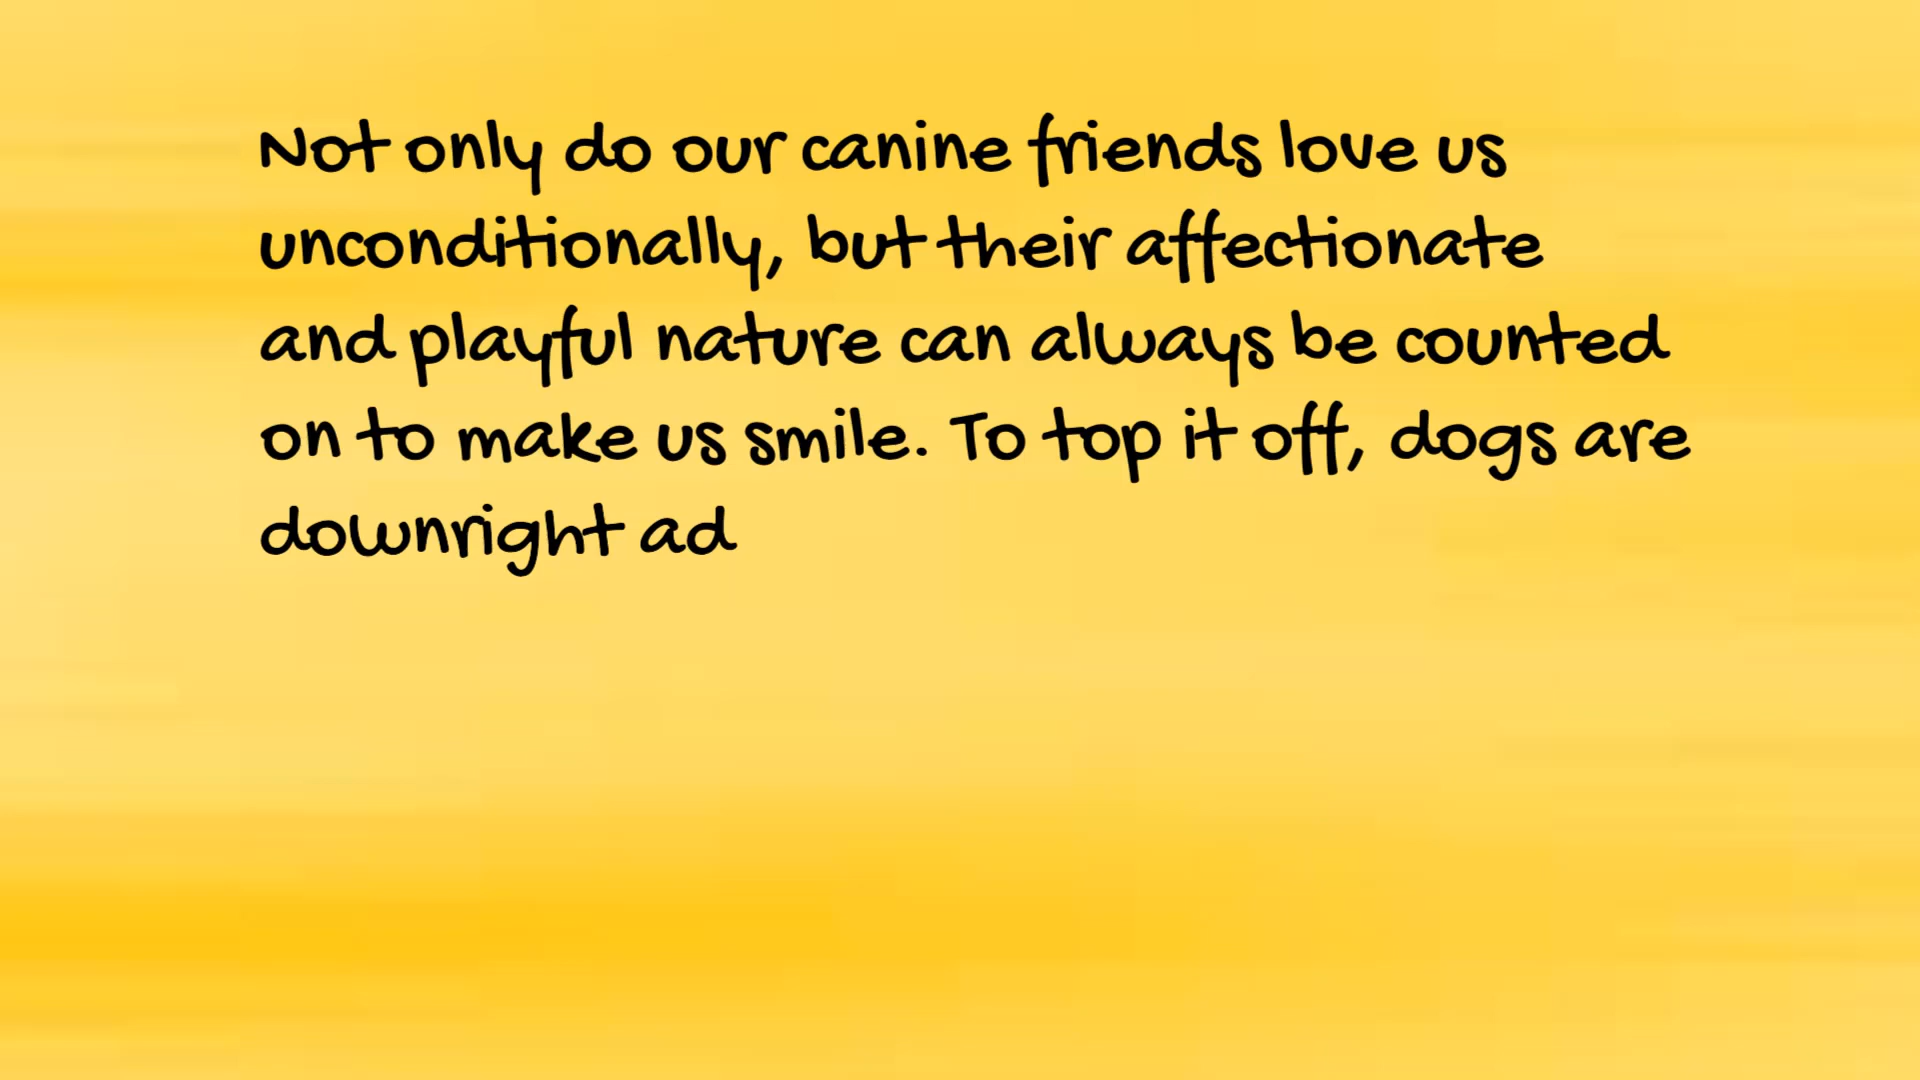 Not only do our canine friends love us
unconditionally, but their affectionate
and playful nature can always be counted
on to make us smile. To top it off, dogs are
downright ad